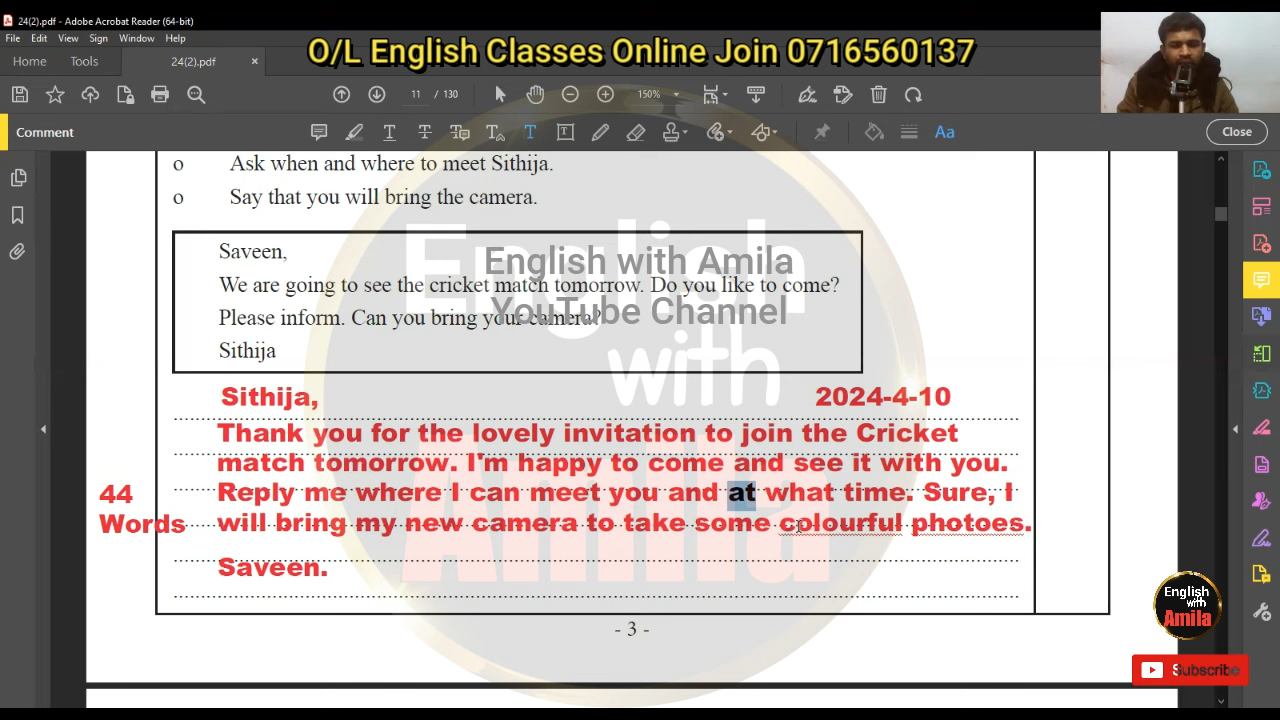 24(2).pdf - Adobe Acrobat Reader (64-bit)
O/L English Classes Online Join 0716560137
File Edit View Sign Window Help
Home Tools 24(2).pdf ×
11 / 130 150%
Comment Aa Close
o Ask when and where to meet Sithija.
o Say that you will bring the camera.
English with Amila
YouTube Channel
Saveen,
We are going to see the cricket match tomorrow. Do you like to come?
Please inform. Can you bring your camera?
Sithija
English
with
Amila
Sithija, 2024-4-10
Thank you for the lovely invitation to join the Cricket
match tomorrow. I'm happy to come and see it with you.
Reply me where I can meet you and at what time. Sure, I
will bring my new camera to take some colourful photoes.
44
Words
Saveen.
- 3 -
English
with
Amila
Subscribe